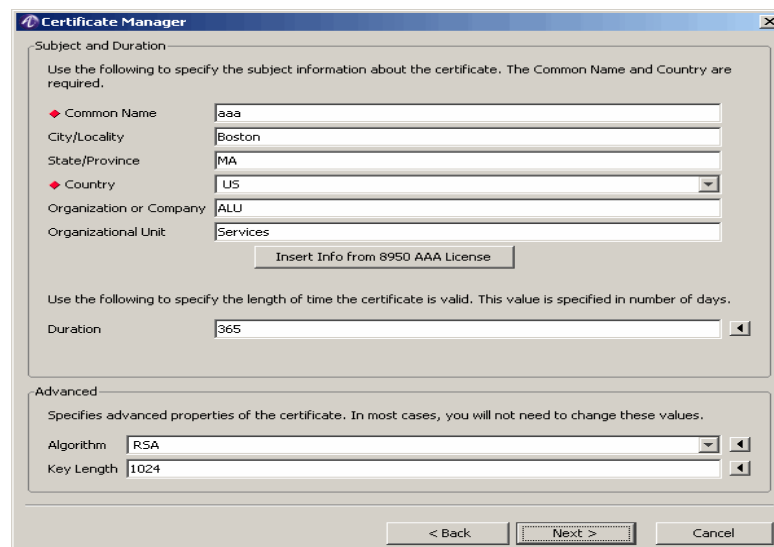 Certificate Manager
Subject and Duration
Use the following to specify the subject information about the certificate. The Common Name and Country are
required.
Common Name aaa
City/Locality Boston
State/Province MA
Country US
Organization or Company ALU
Organizational Unit Services
Insert Info from 8950 AAA License
Use the following to specify the length of time the certificate is valid. This value is specified in number of days.
Duration 365
Advanced
Specifies advanced properties of the certificate. In most cases, you will not need to change these values.
Algorithm RSA
Key Length 1024
< Back Next > Cancel